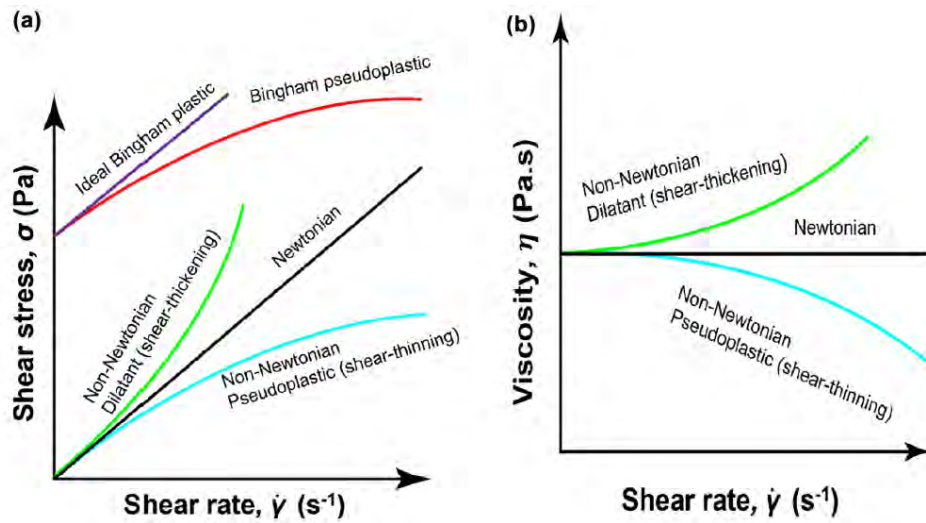 (a)
Shear stress, σ (Pa)
Ideal Bingham plastic
Bingham pseudoplastic
Non-Newtonian
Dilatant (shear-thickening)
Newtonian
Non-Newtonian
Pseudoplastic (shear-thinning)
Shear rate, γ̇ (s⁻¹)
(b)
Viscosity, η (Pa.s)
Non-Newtonian
Dilatant (shear-thickening)
Newtonian
Non-Newtonian
Pseudoplastic (shear-thinning)
Shear rate, γ̇ (s⁻¹)